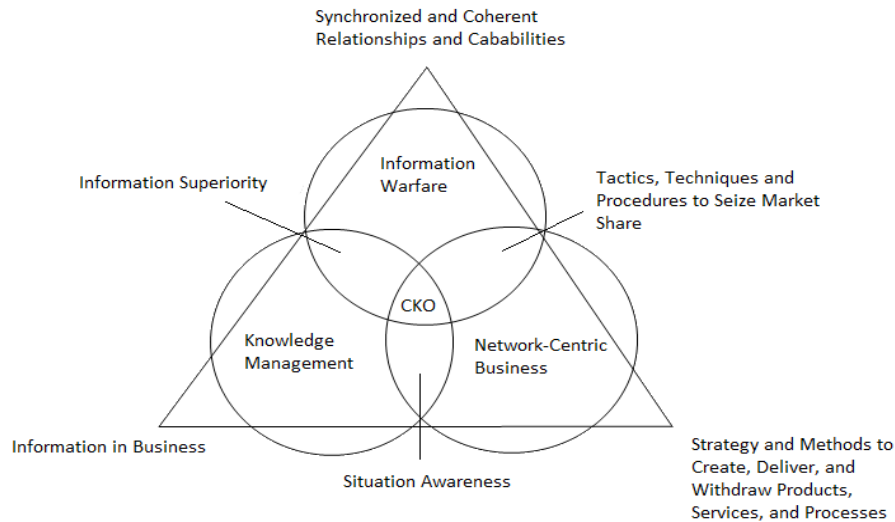 Synchronized and Coherent
Relationships and Cababilities
Information
Warfare
Information Superiority
Tactics, Techniques and
Procedures to Seize Market
Share
CKO
Knowledge
Management
Network-Centric
Business
Information in Business
Situation Awareness
Strategy and Methods to
Create, Deliver, and
Withdraw Products,
Services, and Processes